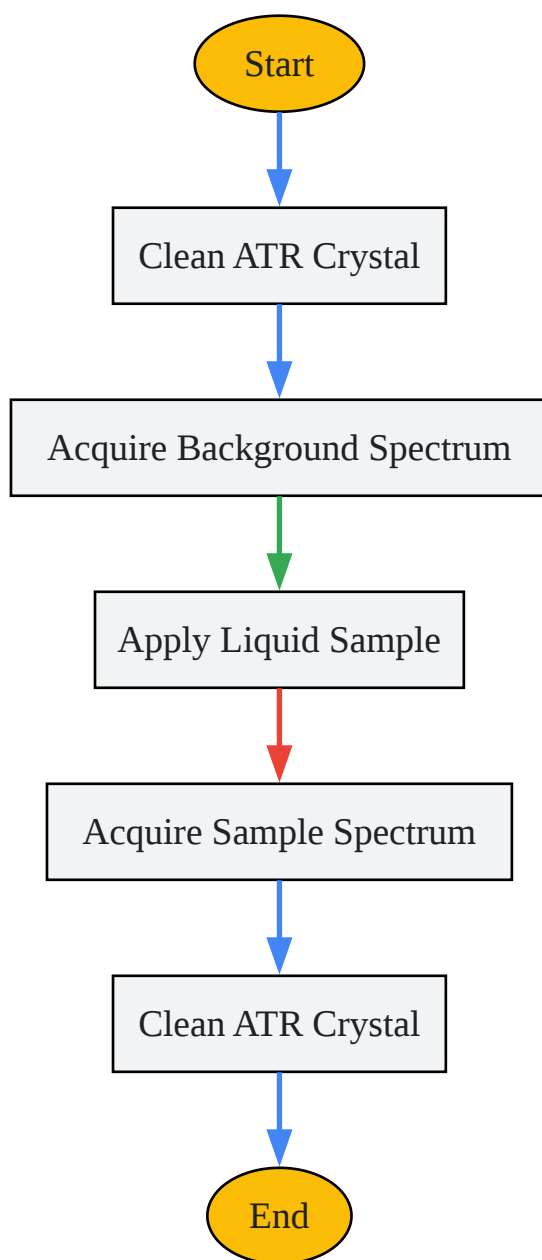 Start
Clean ATR Crystal
Acquire Background Spectrum
Apply Liquid Sample
Acquire Sample Spectrum
Clean ATR Crystal
End